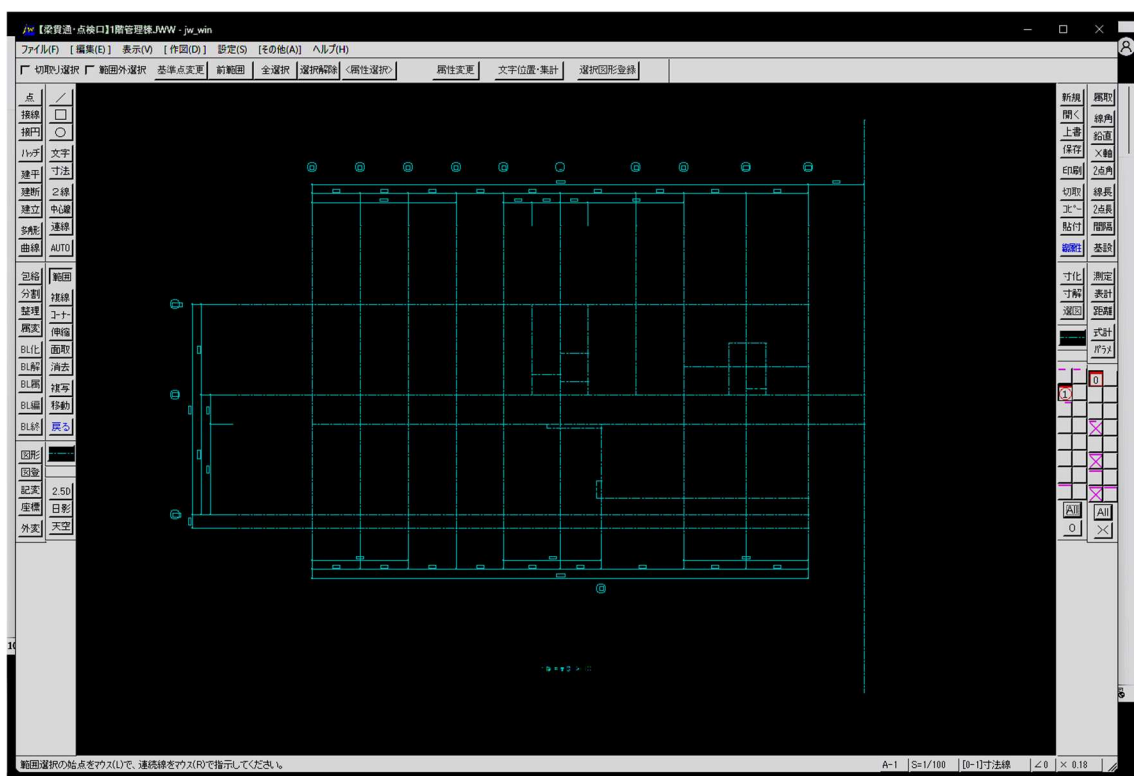 jw 【梁貫通・点検口】1階管理棟.JWW - jw_win
ファイル(F) [編集(E)] 表示(V) [作図(D)] 設定(S) [その他(A)] ヘルプ(H)
切取り選択 範囲外選択 基準点変更 前範囲 全選択 選択解除 <属性選択> 属性変更 文字位置・集計 選択図形登録
点 ／ 新規 属取
接線 □ 開く 線角
接円 ○ 上書 鉛直
ハッチ 文字 保存 ×軸
建平 寸法 印刷 2点角
建断 2線 切取 線長
建立 中心線 コピー 2点長
多角形 連線 貼付 間隔
曲線 AUTO 線属性 基設
包絡 範囲 寸化 測定
分割 複線 寸解 表計
整理 コーナー 選図 距離
属変 伸縮 式計
BL化 面取 パラメ
BL解 消去
BL属 複写 0
BL編 移動 1
BL終 戻る
図形
図登
記変 2.5D
座標 日影 All All
外変 天空 0 ×
10
範囲選択の始点をマウス(L)で、連続線をマウス(R)で指示してください。 A-1 S=1/100 [0-1]寸法線 ∠0 × 0.18